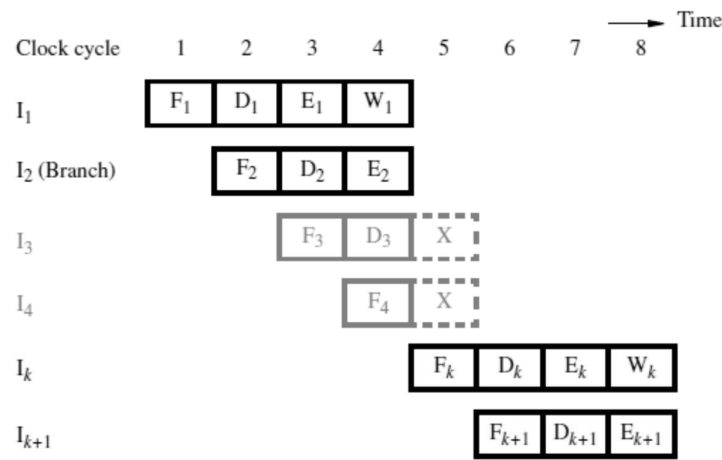 Time
Clock cycle 1 2 3 4 5 6 7 8
I1 F1 D1 E1 W1
I2 (Branch) F2 D2 E2
I3 F3 D3 X
I4 F4 X
Ik Fk Dk Ek Wk
Ik+1 Fk+1 Dk+1 Ek+1